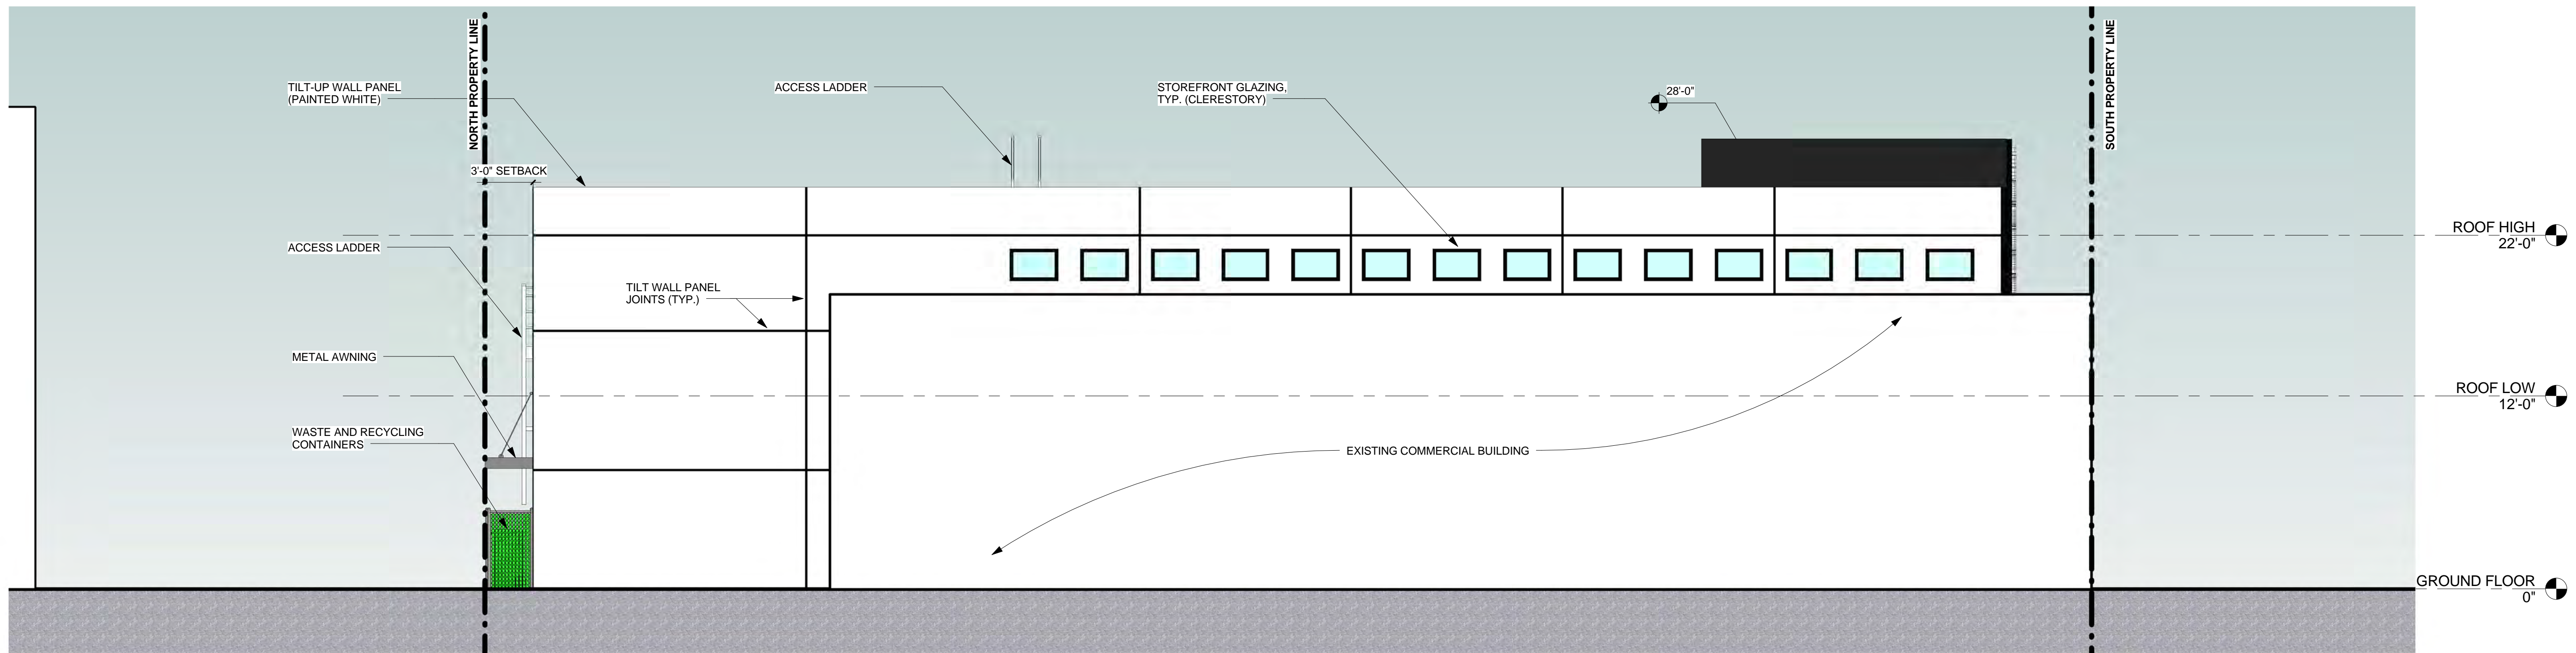 NORTH PROPERTY LINE
SOUTH PROPERTY LINE
TILT-UP WALL PANEL
(PAINTED WHITE)
ACCESS LADDER
STOREFRONT GLAZING,
TYP. (CLERESTORY)
28'-0"
3'-0" SETBACK
ROOF HIGH
22'-0"
ACCESS LADDER
TILT WALL PANEL
JOINTS (TYP.)
METAL AWNING
ROOF LOW
12'-0"
WASTE AND RECYCLING
CONTAINERS
EXISTING COMMERCIAL BUILDING
GROUND FLOOR
0"